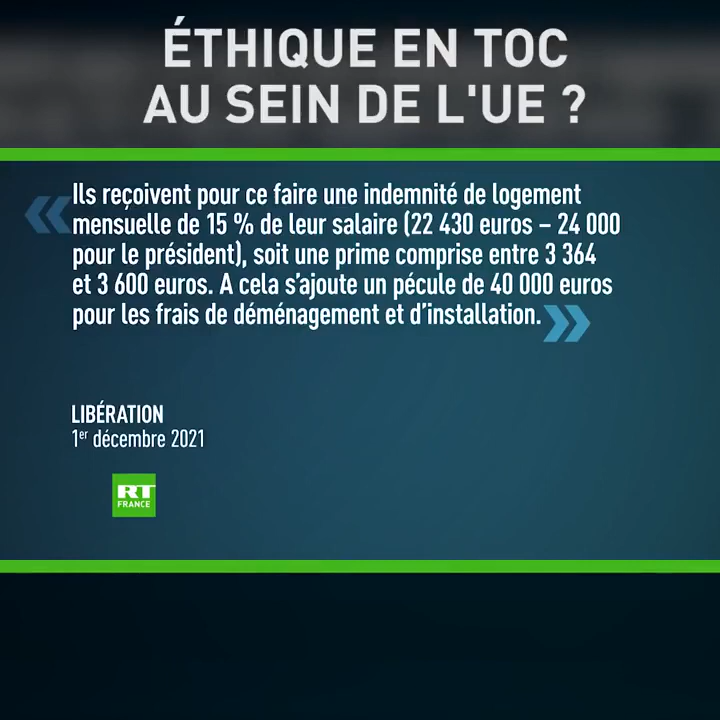 ÉTHIQUE EN TOC
AU SEIN DE L'UE ?
« Ils reçoivent pour ce faire une indemnité de logement
mensuelle de 15 % de leur salaire (22 430 euros – 24 000
pour le président), soit une prime comprise entre 3 364
et 3 600 euros. A cela s’ajoute un pécule de 40 000 euros
pour les frais de déménagement et d’installation. »
LIBÉRATION
1er décembre 2021
RT
FRANCE